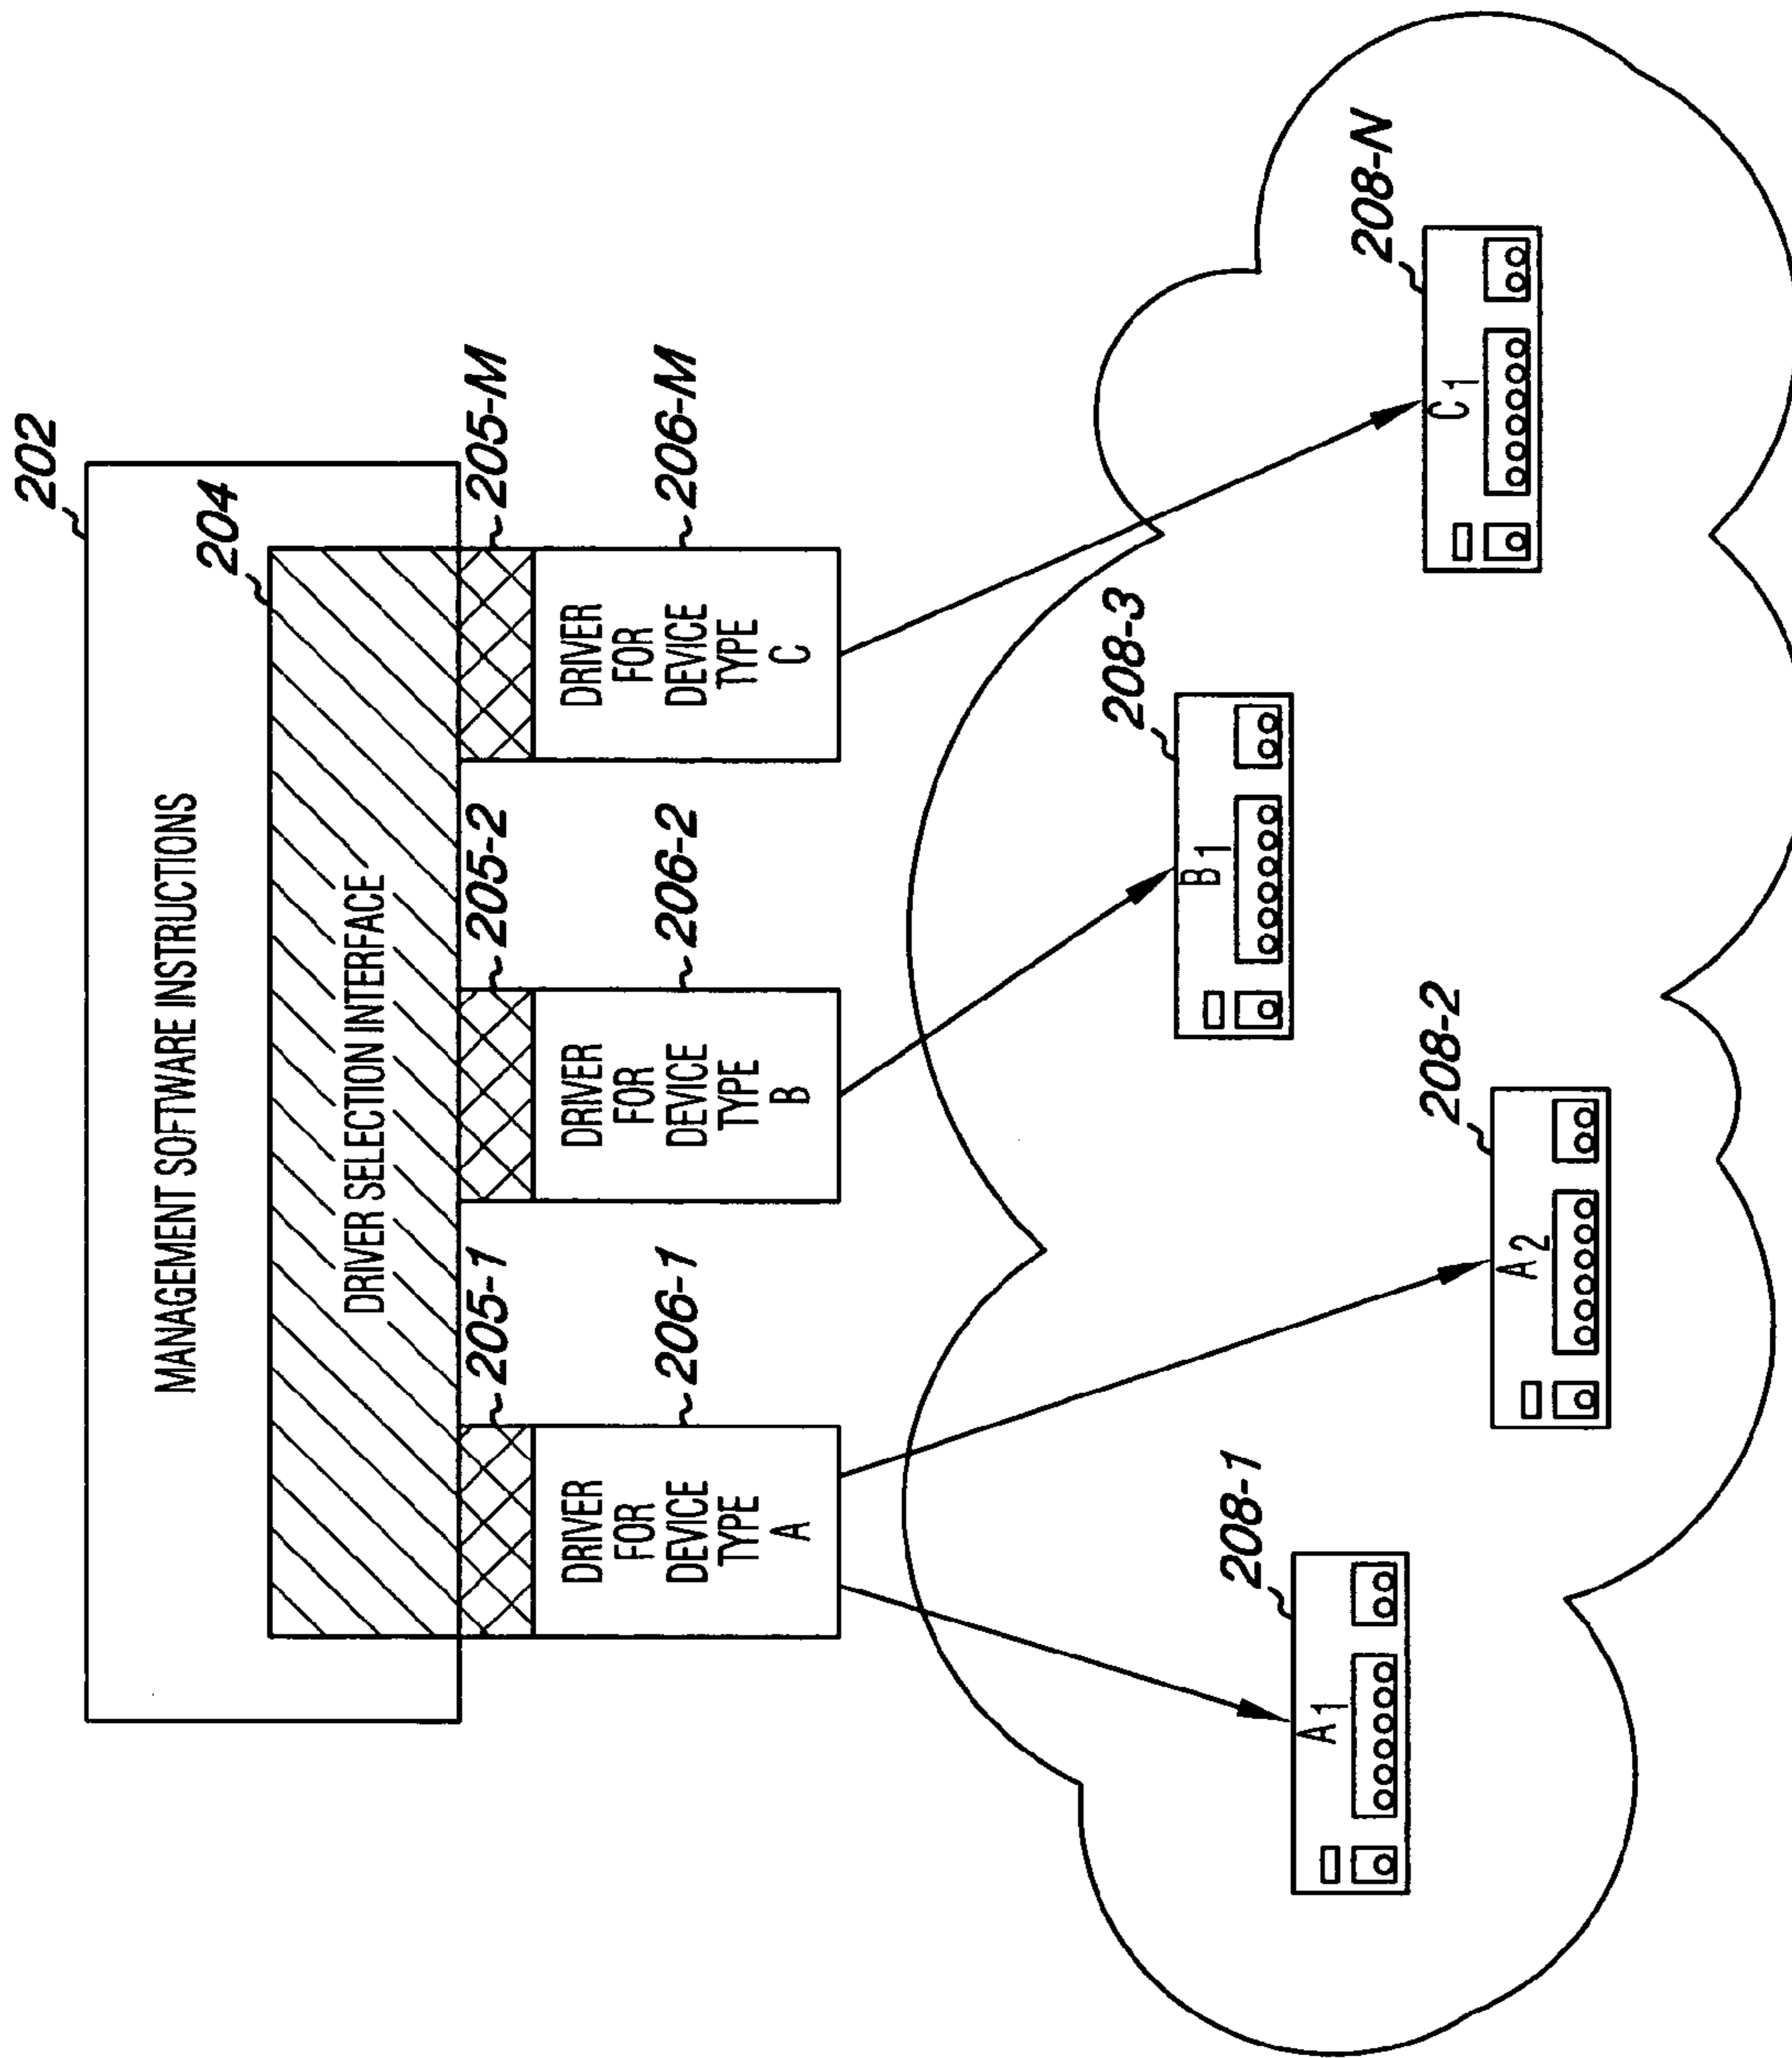 202
MANAGEMENT SOFTWARE INSTRUCTIONS
204
DRIVER SELECTION INTERFACE
205-1
205-2
205-M
DRIVER
FOR
DEVICE
TYPE
A
206-1
DRIVER
FOR
DEVICE
TYPE
B
206-2
DRIVER
FOR
DEVICE
TYPE
C
206-M
208-1
A1
208-2
A2
208-3
B1
208-N
C1